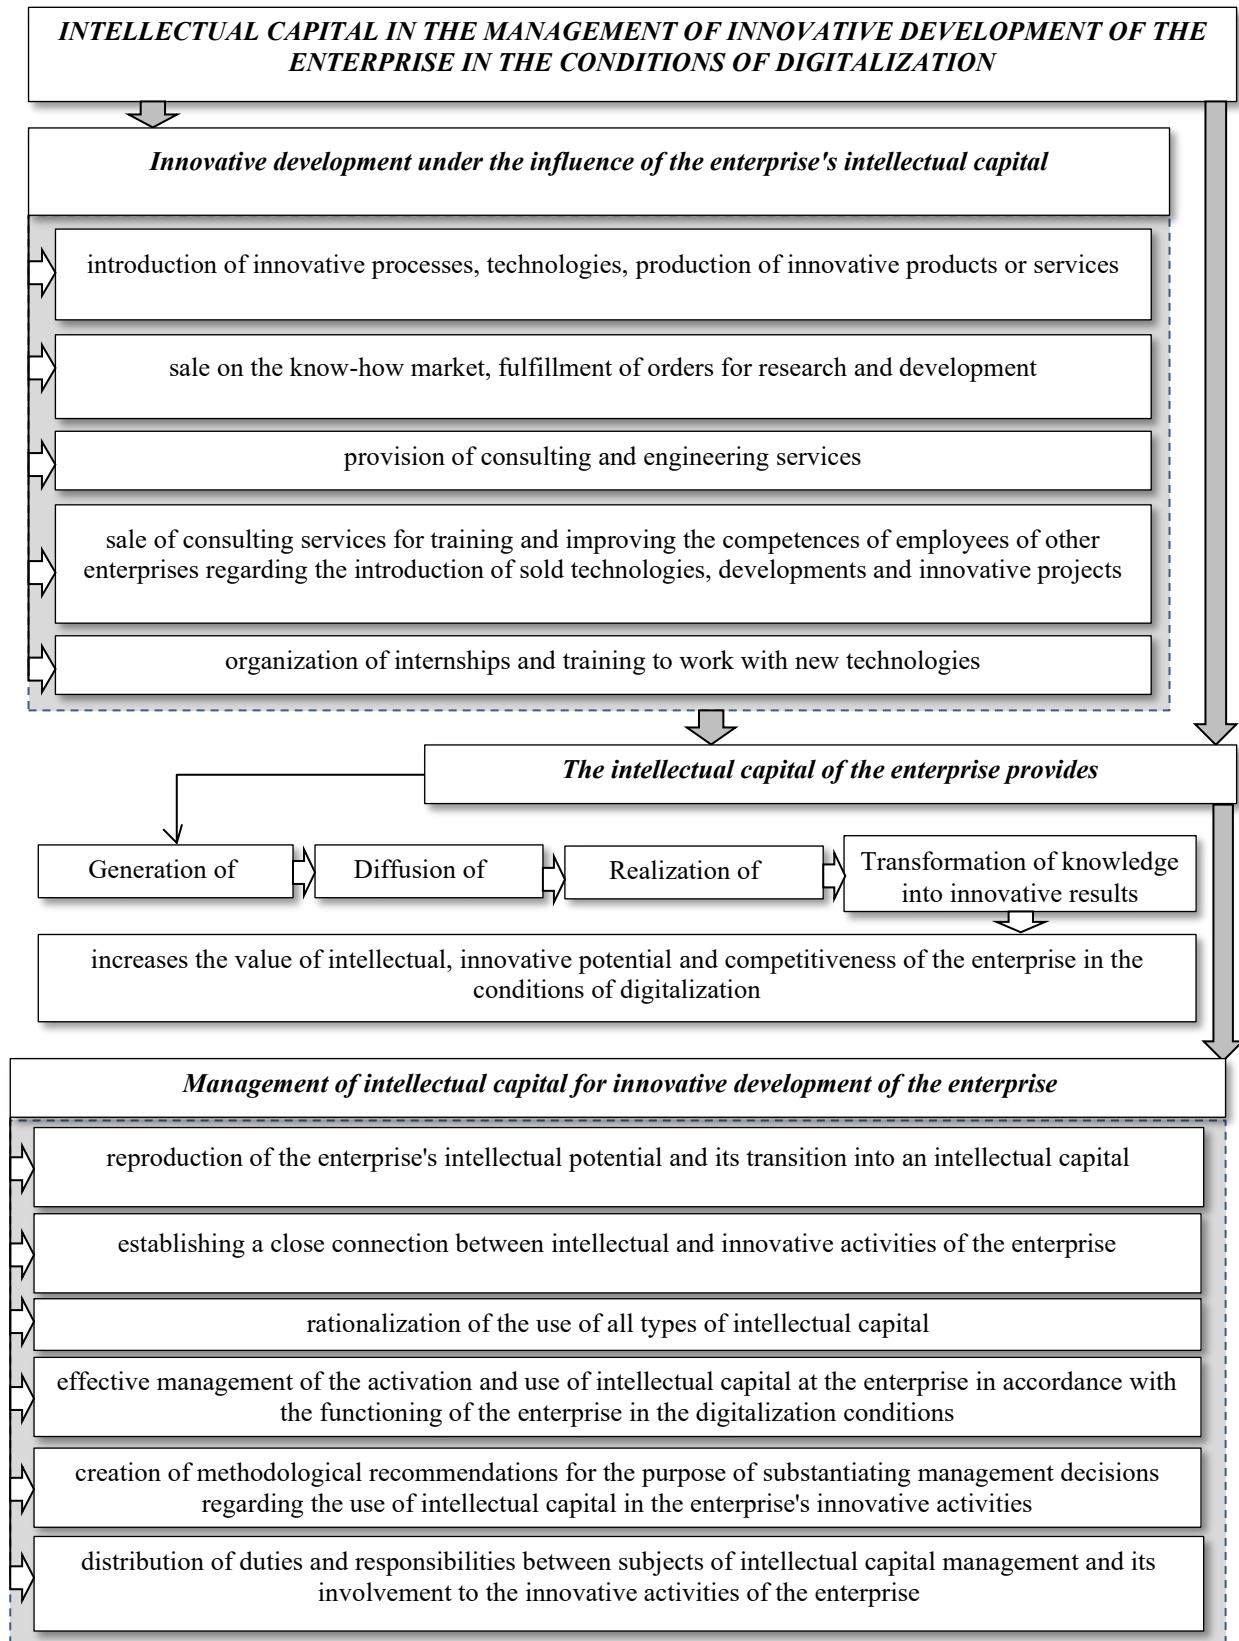 INTELLECTUAL CAPITAL IN THE MANAGEMENT OF INNOVATIVE DEVELOPMENT OF THE
ENTERPRISE IN THE CONDITIONS OF DIGITALIZATION
Innovative development under the influence of the enterprise's intellectual capital
introduction of innovative processes, technologies, production of innovative products or services
sale on the know-how market, fulfillment of orders for research and development
provision of consulting and engineering services
sale of consulting services for training and improving the competences of employees of other
enterprises regarding the introduction of sold technologies, developments and innovative projects
organization of internships and training to work with new technologies
The intellectual capital of the enterprise provides
Generation of
Diffusion of
Realization of
Transformation of knowledge
into innovative results
increases the value of intellectual, innovative potential and competitiveness of the enterprise in the
conditions of digitalization
Management of intellectual capital for innovative development of the enterprise
reproduction of the enterprise's intellectual potential and its transition into an intellectual capital
establishing a close connection between intellectual and innovative activities of the enterprise
rationalization of the use of all types of intellectual capital
effective management of the activation and use of intellectual capital at the enterprise in accordance with
the functioning of the enterprise in the digitalization conditions
creation of methodological recommendations for the purpose of substantiating management decisions
regarding the use of intellectual capital in the enterprise's innovative activities
distribution of duties and responsibilities between subjects of intellectual capital management and its
involvement to the innovative activities of the enterprise